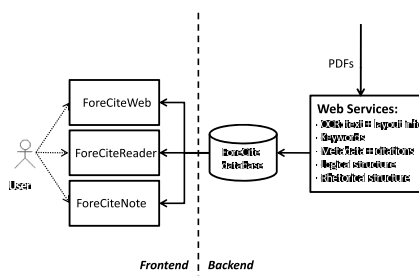 PDFs
ForeCiteWeb
Web Services:
· OCR text + layout info
· Keywords
· Metadata + citations
· Logical structure
· Rhetorical structure
ForeCiteReader
ForeCite
database
User
ForeCiteNote
Frontend
Backend